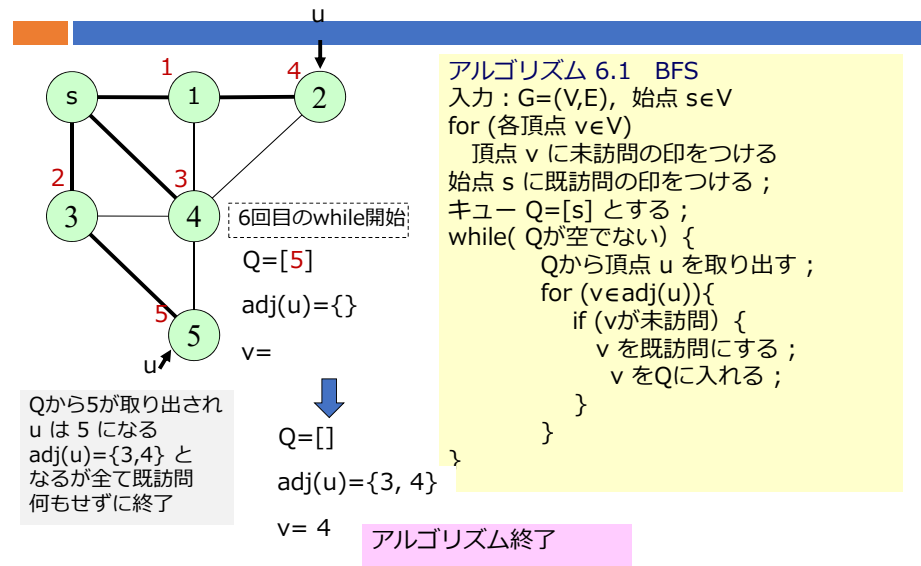 u
1
4
s
1
2
2
3
3
4
6回目のwhile開始
Q=[5]
adj(u)={}
v=
5
5
u
Qから5が取り出され
u は 5 になる
adj(u)={3,4} と
なるが全て既訪問
何もせずに終了
Q=[]
adj(u)={3, 4}
v= 4
アルゴリズム終了
アルゴリズム 6.1 BFS
入力：G=(V,E), 始点 s∊V
for (各頂点 v∊V)
頂点 v に未訪問の印をつける
始点 s に既訪問の印をつける；
キュー Q=[s] とする；
while( Qが空でない）{
Qから頂点 u を取り出す；
for (v∊adj(u)){
if (vが未訪問）{
v を既訪問にする；
v をQに入れる；
}
}
}